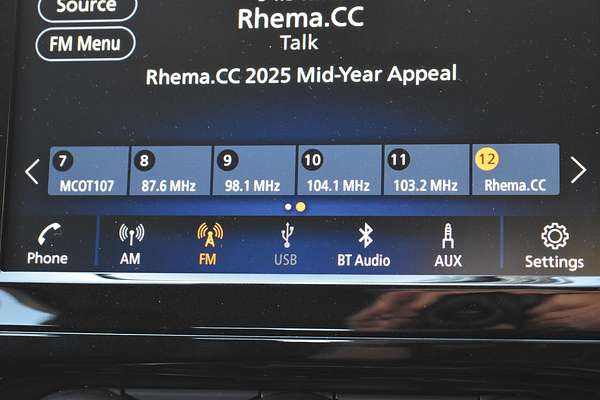 Source
Rhema.CC
FM Menu
Talk
Rhema.CC 2025 Mid-Year Appeal
7 8 9 10 11 12
MCOT107 87.6 MHz 98.1 MHz 104.1 MHz 103.2 MHz Rhema.CC
Phone AM FM USB BT Audio AUX Settings